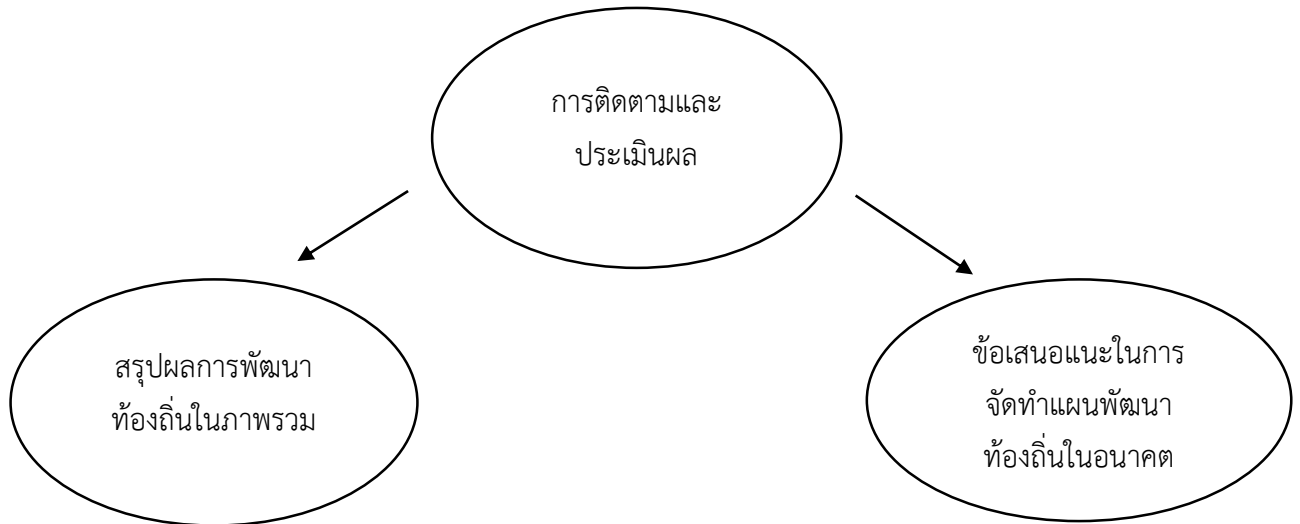 การติดตามและ
ประเมินผล
สรุปผลการพัฒนา
ท้องถิ่นในภาพรวม
ข้อเสนอแนะในการ
จัดทำแผนพัฒนา
ท้องถิ่นในอนาคต